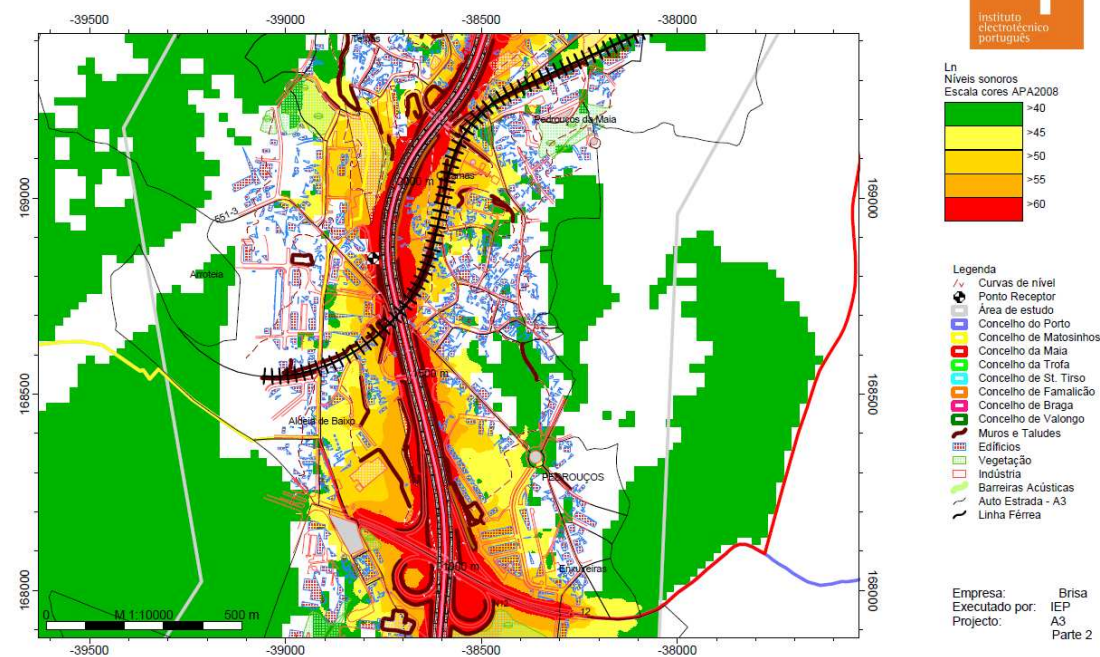 -39500
-39000
-38500
-38000
instituto
electrotécnico
português
Ln
Níveis sonoros
Escala cores APA2008
>40
>45
>50
>55
>60
Pedrouços da Maia
169000
169000
551-3
Arroteia
500 m
168500
168500
Aldeia de Baixo
PEDROUÇOS
1000 m
Enxurreiras
168000
168000
0
M 1:10000
500 m
-39500
-39000
-38500
-38000
Legenda
Curvas de nível
Ponto Receptor
Área de estudo
Concelho do Porto
Concelho de Matosinhos
Concelho da Maia
Concelho da Trofa
Concelho de St. Tirso
Concelho de Famalicão
Concelho de Braga
Concelho de Valongo
Muros e Taludes
Edifícios
Vegetação
Indústria
Barreiras Acústicas
Auto Estrada - A3
Linha Férrea
Empresa: Brisa
Executado por: IEP
Projecto: A3
Parte 2